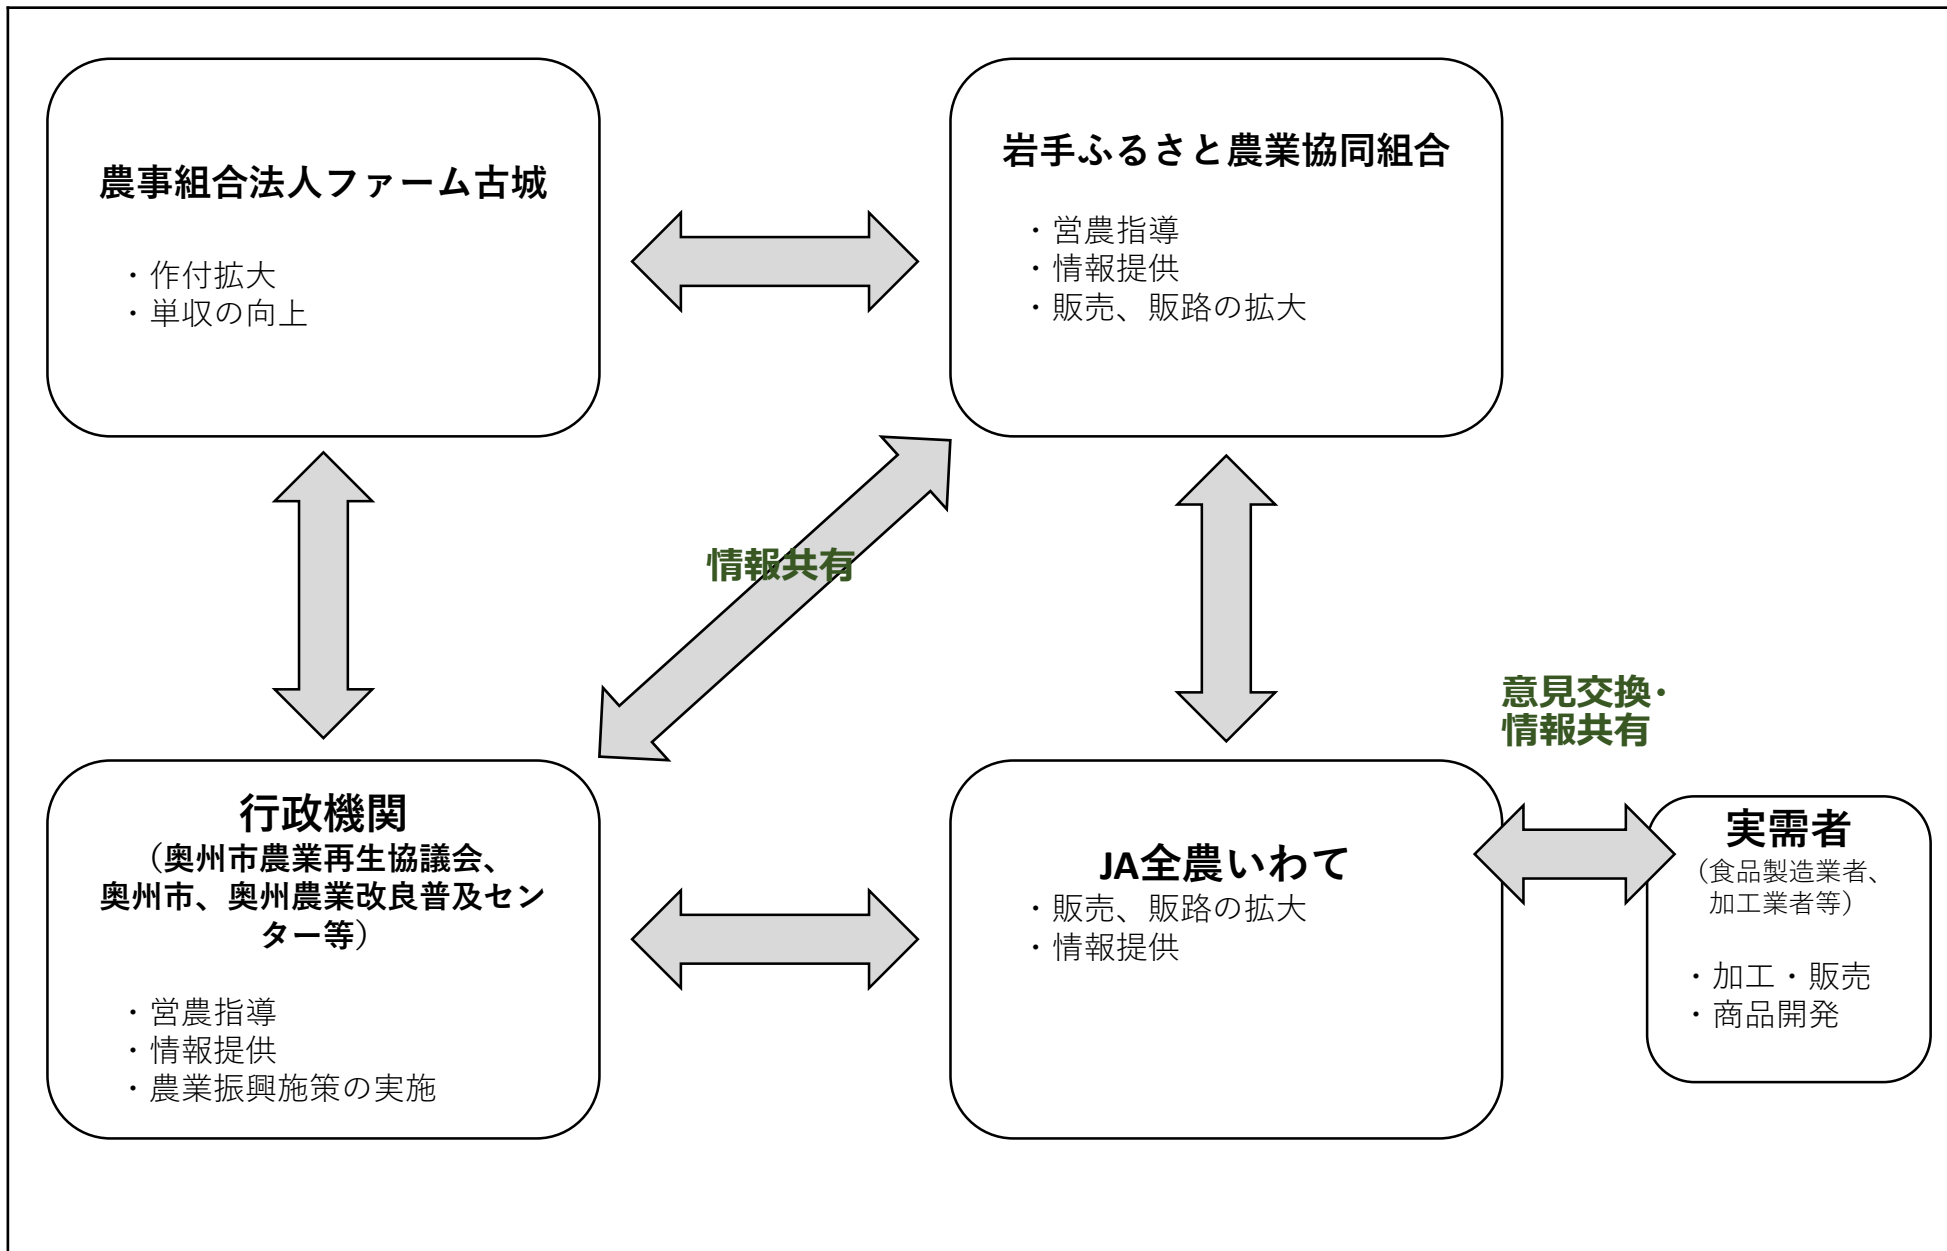 農事組合法人ファーム古城
・作付拡大
・単収の向上
岩手ふるさと農業協同組合
・営農指導
・情報提供
・販売、販路の拡大
情報共有
意見交換・
情報共有
行政機関
（奥州市農業再生協議会、
奥州市、奥州農業改良普及セン
ター等）
・営農指導
・情報提供
・農業振興施策の実施
JA全農いわて
・販売、販路の拡大
・情報提供
実需者
（食品製造業者、
加工業者等）
・加工・販売
・商品開発